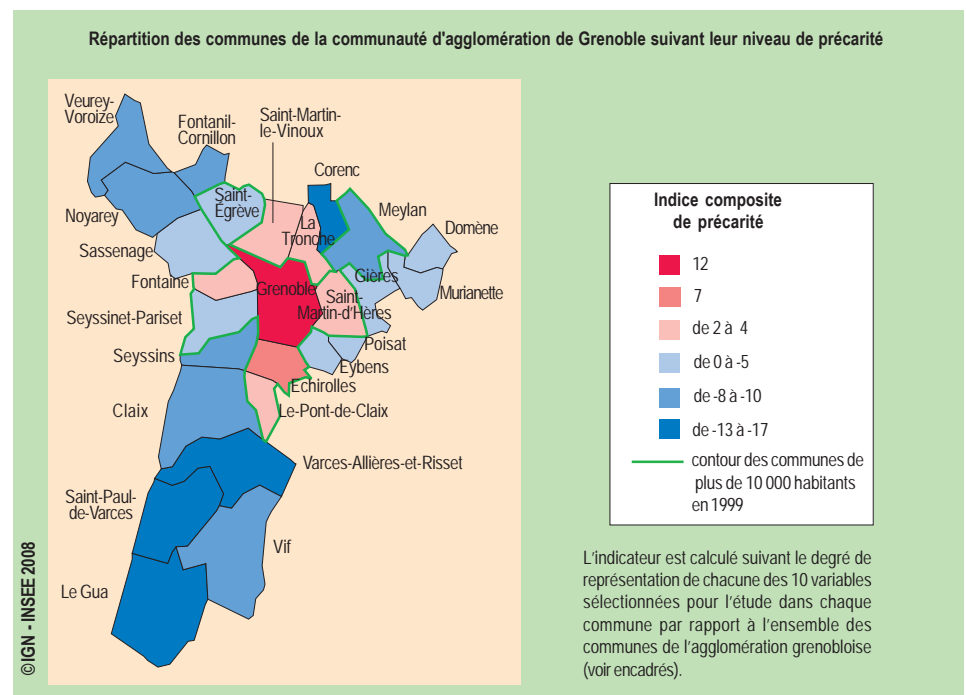 Répartition des communes de la communauté d'agglomération de Grenoble suivant leur niveau de précarité
Veurey-
Voroize
Fontanil-
Cornillon
Saint-Martin-
le-Vinoux
Corenc
Saint-
Égrève
Meylan
La
Tronche
Domène
Noyarey
Sassenage
Gières
Fontaine
Grenoble
Murianette
Saint-
Martin-d'Hères
Seyssinet-Pariset
Poisat
Seyssins
Eybens
Echirolles
Claix
Le-Pont-de-Claix
Varces-Allières-et-Risset
Saint-Paul-
de-Varces
Vif
Le Gua
©IGN - INSEE 2008
Indice composite
de précarité
12
7
de 2 à 4
de 0 à -5
de -8 à -10
de -13 à -17
contour des communes de
plus de 10 000 habitants
en 1999
L'indicateur est calculé suivant le degré de
représentation de chacune des 10 variables
sélectionnées pour l'étude dans chaque
commune par rapport à l'ensemble des
communes de l'agglomération grenobloise
(voir encadrés).